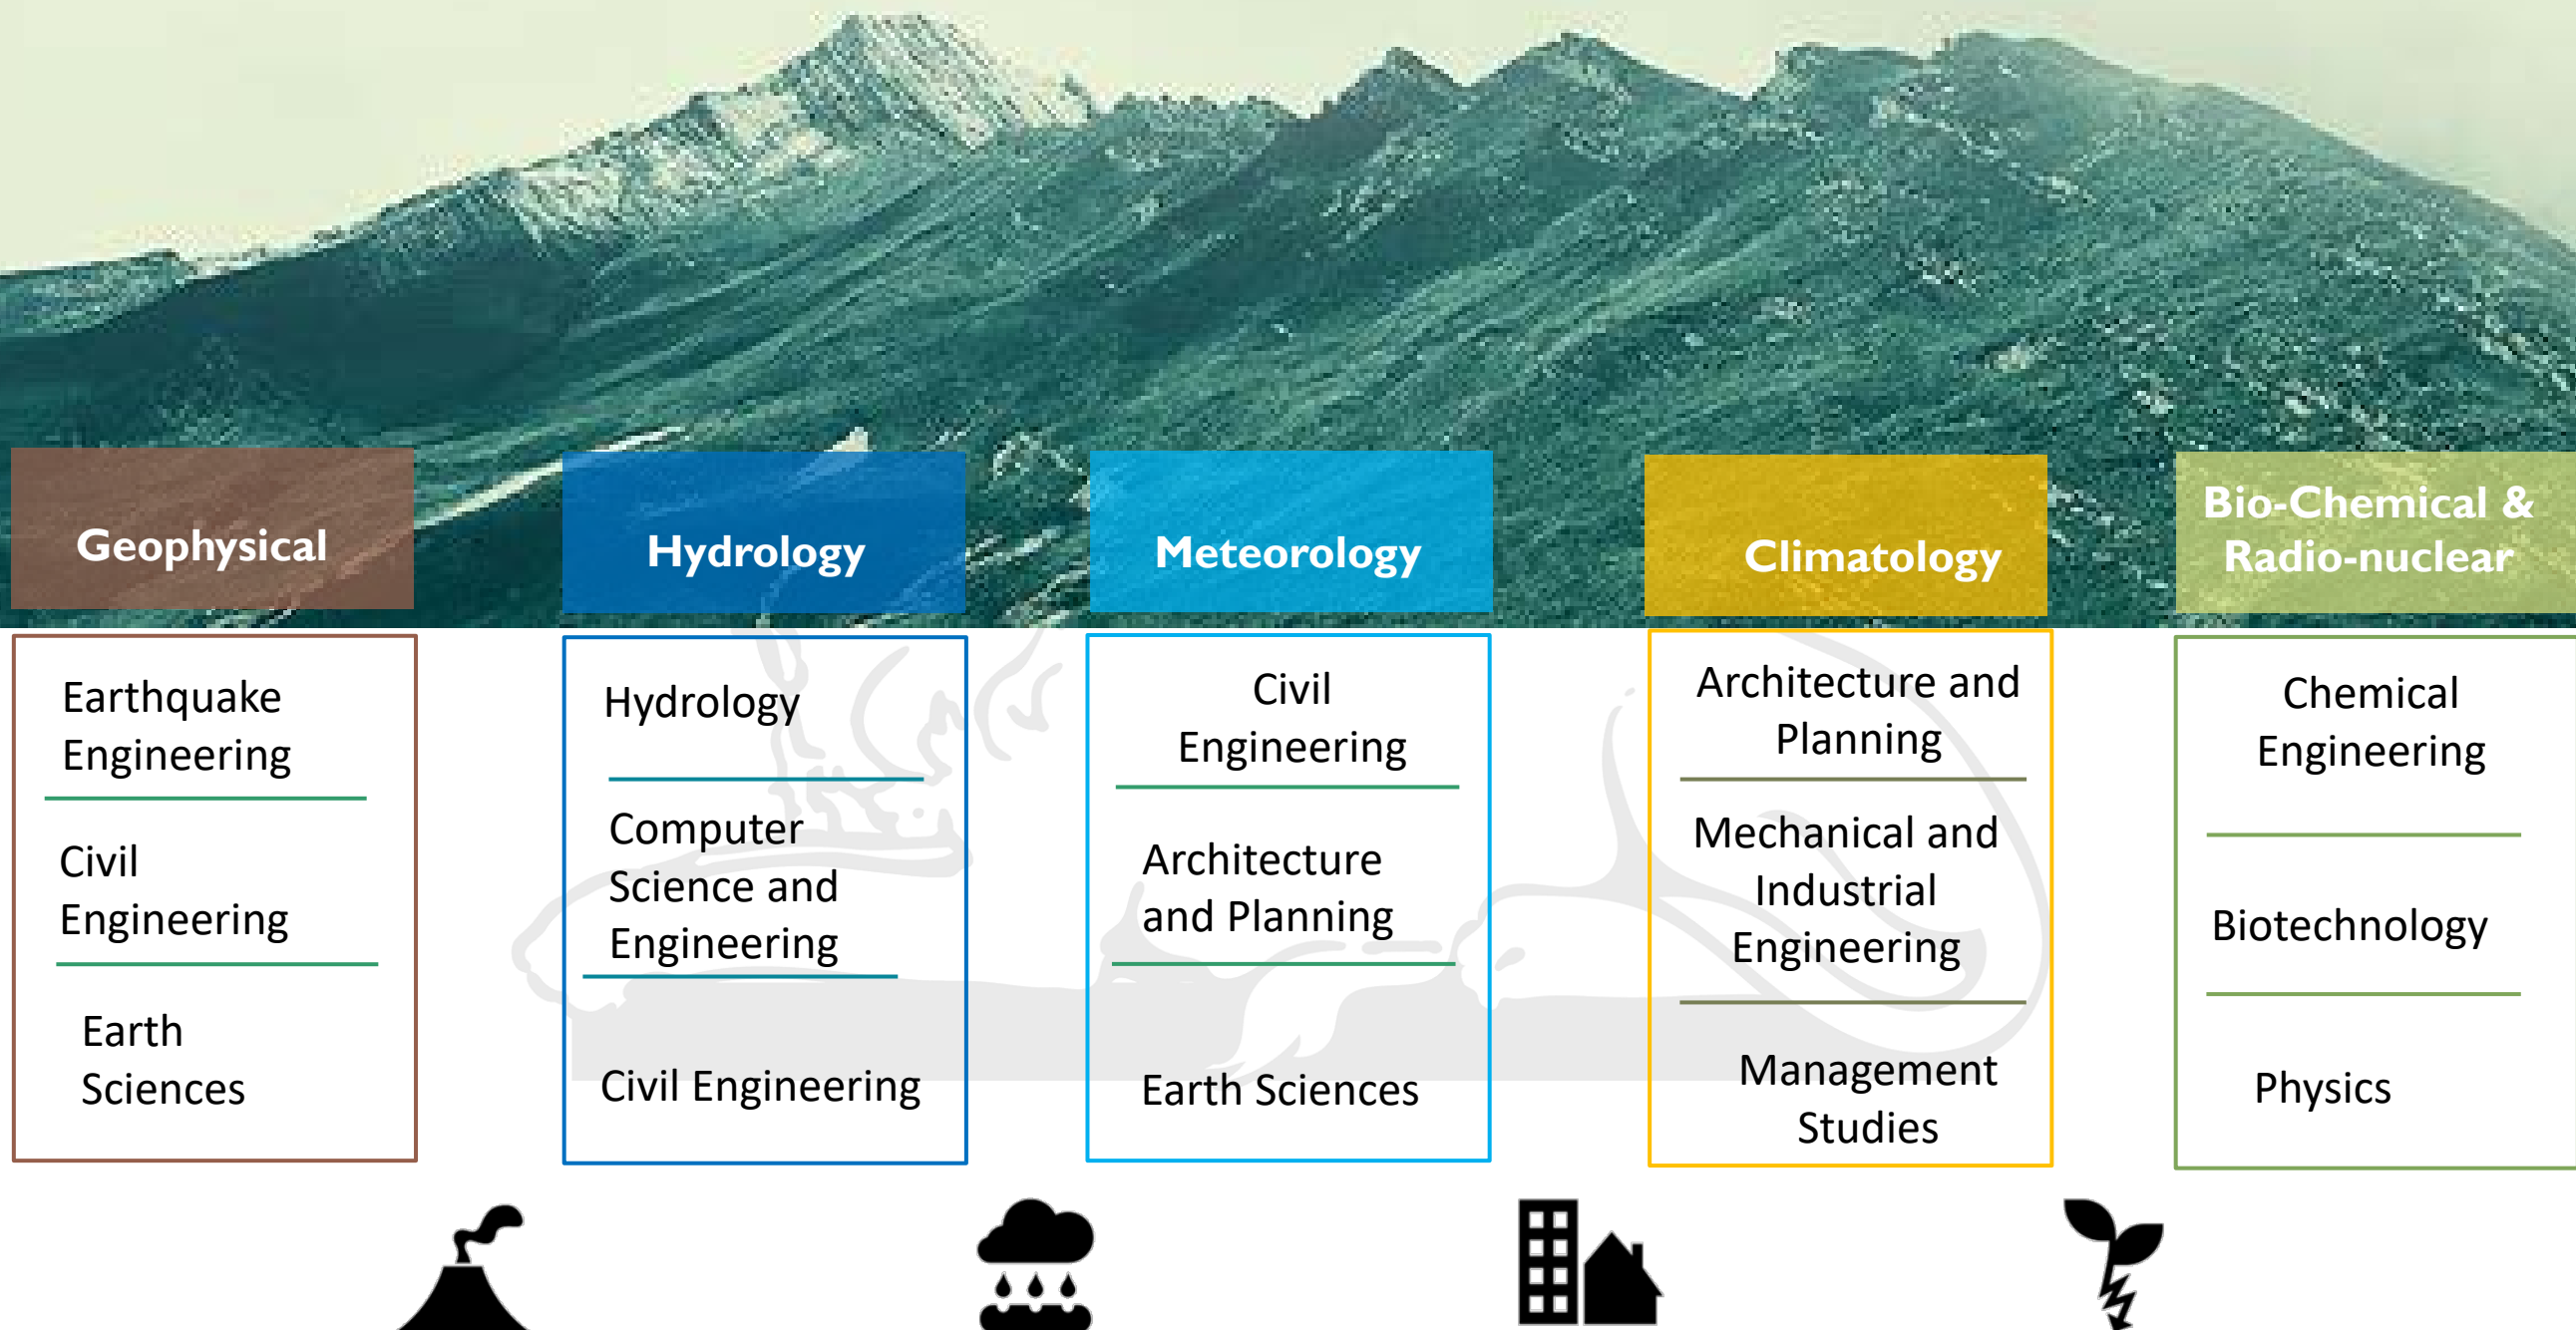 Geophysical
Earthquake
Engineering
Civil
Engineering
Earth
Sciences
Hydrology
Hydrology
Computer
Science and
Engineering
Civil Engineering
Meteorology
Civil
Engineering
Architecture
and Planning
Earth Sciences
Climatology
Architecture and
Planning
Mechanical and
Industrial
Engineering
Management
Studies
Bio-Chemical &
Radio-nuclear
Chemical
Engineering
Biotechnology
Physics